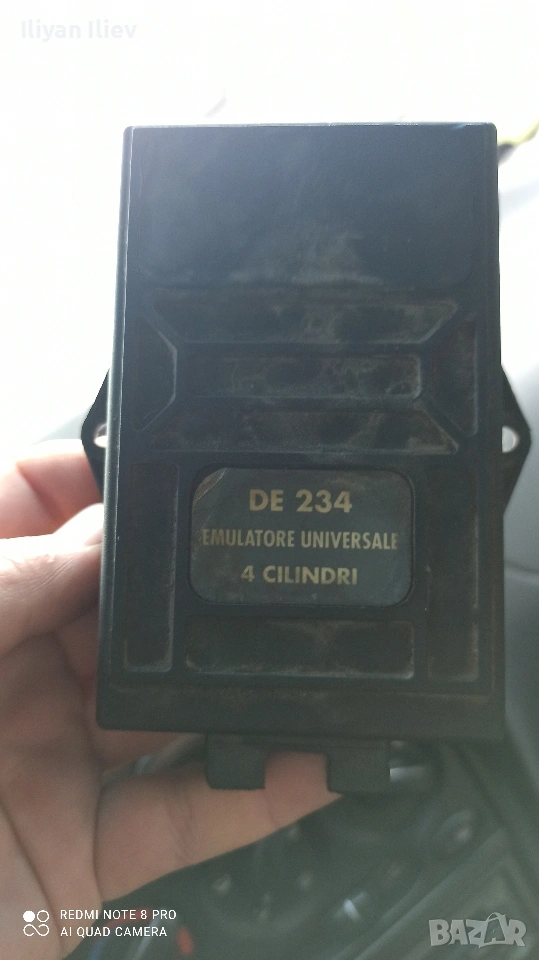 Iliyan Iliev
DE 234
EMULATORE UNIVERSALE
4 CILINDRI
REDMI NOTE 8 PRO
AI QUAD CAMERA
BAZAR